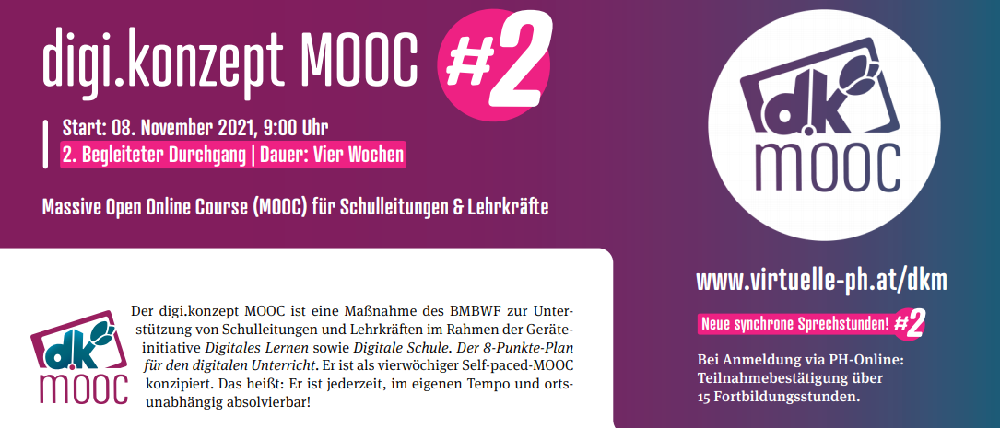 digi.konzept MOOC #2
Start: 08. November 2021, 9:00 Uhr
2. Begleiteter Durchgang | Dauer: Vier Wochen
Massive Open Online Course (MOOC) für Schulleitungen & Lehrkräfte
d.k
mooc
www.virtuelle-ph.at/dkm
Neue synchrone Sprechstunden! #2
Bei Anmeldung via PH-Online:
Teilnahmebestätigung über
15 Fortbildungsstunden.
d.k
mooc
Der digi.konzept MOOC ist eine Maßnahme des BMBWF zur Unter-
stützung von Schulleitungen und Lehrkräften im Rahmen der Geräte-
initiative Digitales Lernen sowie Digitale Schule. Der 8-Punkte-Plan
für den digitalen Unterricht. Er ist als vierwöchiger Self-paced-MOOC
konzipiert. Das heißt: Er ist jederzeit, im eigenen Tempo und orts-
unabhängig absolvierbar!